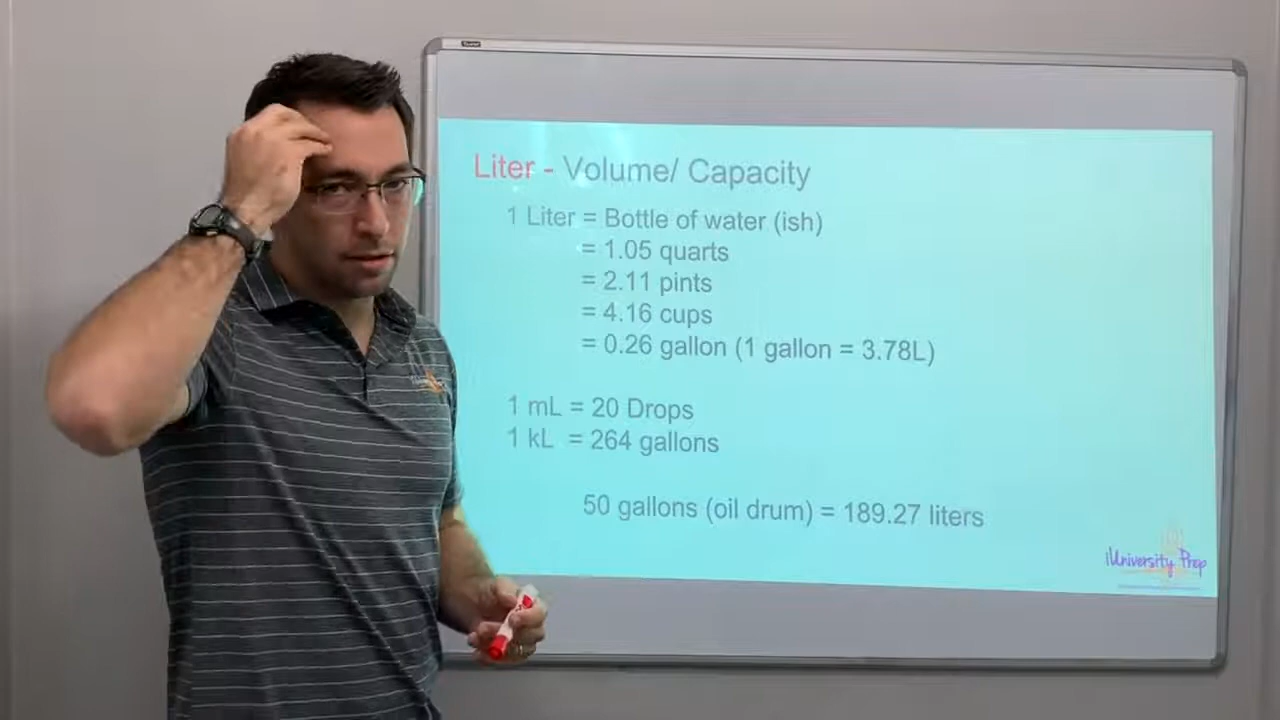 Liter - Volume/ Capacity
1 Liter = Bottle of water (ish)
= 1.05 quarts
= 2.11 pints
= 4.16 cups
= 0.26 gallon (1 gallon = 3.78L)
1 mL = 20 Drops
1 kL = 264 gallons
50 gallons (oil drum) = 189.27 liters
iUniversity Prep